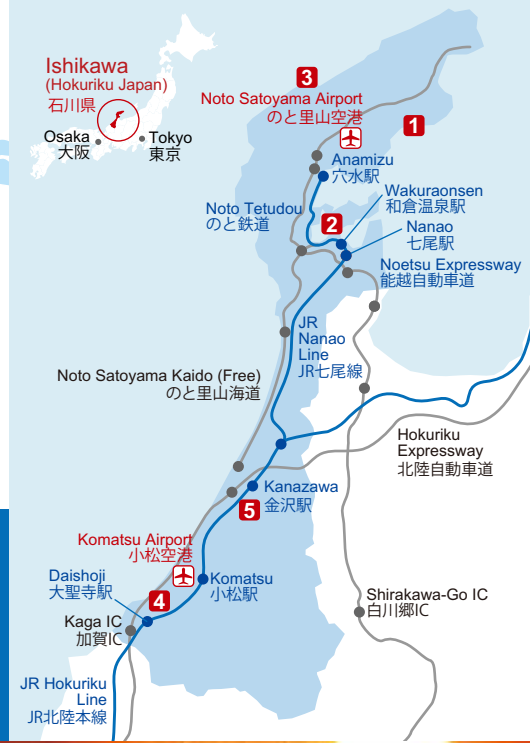 Ishikawa
(Hokuriku Japan)
石川県
Osaka
大阪
Tokyo
東京
3
Noto Satoyama Airport
のと里山空港
1
Anamizu
穴水駅
Noto Tetudou
のと鉄道
2
Wakuraonsen
和倉温泉駅
Nanao
七尾駅
Noetsu Expressway
能越自動車道
JR
Nanao
Line
JR七尾線
Noto Satoyama Kaido (Free)
のと里山海道
Hokuriku
Expressway
北陸自動車道
Kanazawa
金沢駅
5
Komatsu Airport
小松空港
Daishoji
大聖寺駅
Komatsu
小松駅
4
Kaga IC
加賀IC
Shirakawa-Go IC
白川郷IC
JR Hokuriku
Line
JR北陸本線